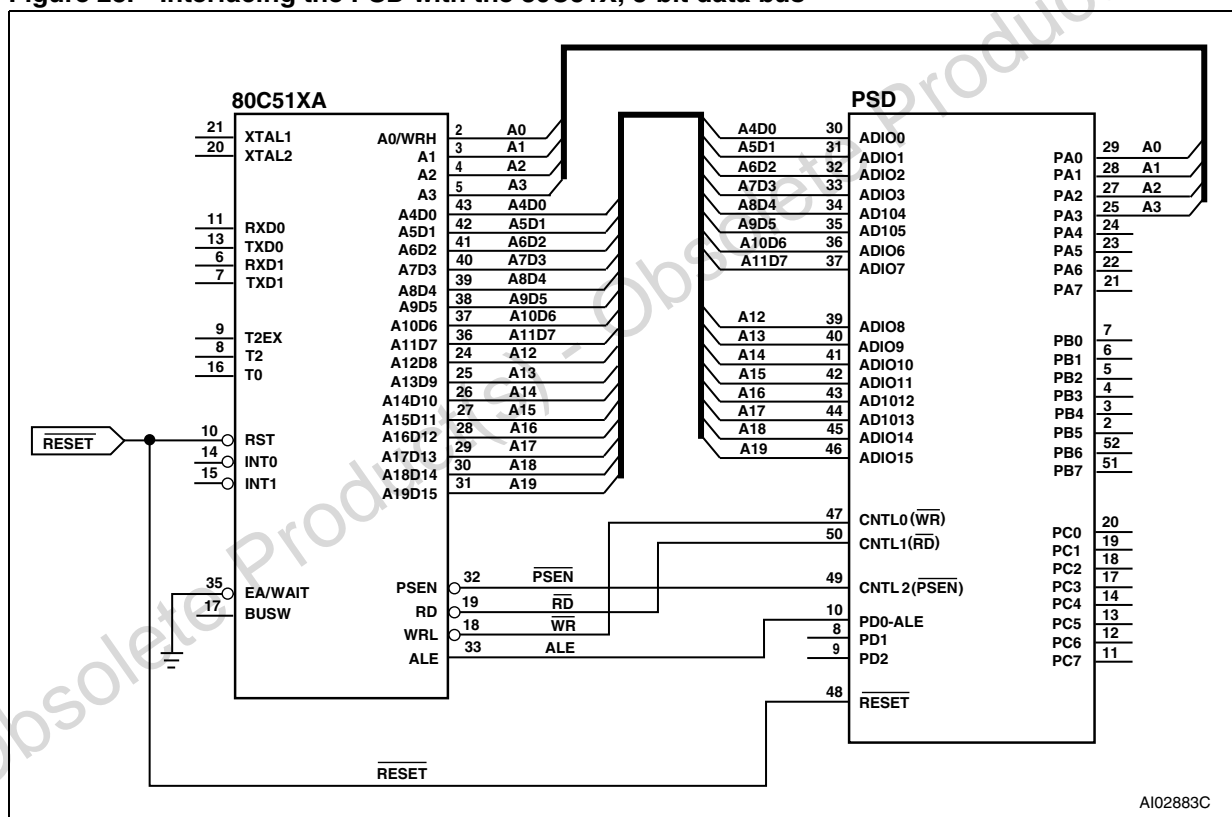 Figure 23. Interfacing the PSD with the 80C51X, 8-bit data bus
80C51XA
PSD
21 XTAL1
20 XTAL2
11 RXD0
13 TXD0
6 RXD1
7 TXD1
9 T2EX
8 T2
16 T0
RESET
10 RST
14 INT0
15 INT1
35 EA/WAIT
17 BUSW
A0/WRH 2 A0
A1 3 A1
A2 4 A2
A3 5 A3
A4D0 43 A4D0
A5D1 42 A5D1
A6D2 41 A6D2
A7D3 40 A7D3
A8D4 39 A8D4
A9D5 38 A9D5
A10D6 37 A10D6
A11D7 36 A11D7
A12D8 24 A12
A13D9 25 A13
A14D10 26 A14
A15D11 27 A15
A16D12 28 A16
A17D13 29 A17
A18D14 30 A18
A19D15 31 A19
PSEN 32 PSEN
RD 19 RD
WRL 18 WR
ALE 33 ALE
A4D0 30 ADIO0
A5D1 31 ADIO1
A6D2 32 ADIO2
A7D3 33 ADIO3
A8D4 34 AD104
A9D5 35 AD105
A10D6 36 ADIO6
A11D7 37 ADIO7
A12 39 ADIO8
A13 40 ADIO9
A14 41 ADIO10
A15 42 ADIO11
A16 43 AD1012
A17 44 AD1013
A18 45 ADIO14
A19 46 ADIO15
47 CNTL0(WR)
50 CNTL1(RD)
49 CNTL 2(PSEN)
10 PD0-ALE
8 PD1
9 PD2
48 RESET
PA0 29 A0
PA1 28 A1
PA2 27 A2
PA3 25 A3
PA4 24
PA5 23
PA6 22
PA7 21
PB0 7
PB1 6
PB2 5
PB3 4
PB4 3
PB5 2
PB6 52
PB7 51
PC0 20
PC1 19
PC2 18
PC3 17
PC4 14
PC5 13
PC6 12
PC7 11
RESET
AI02883C
Obsolete Product(s) - Obsolete Produc